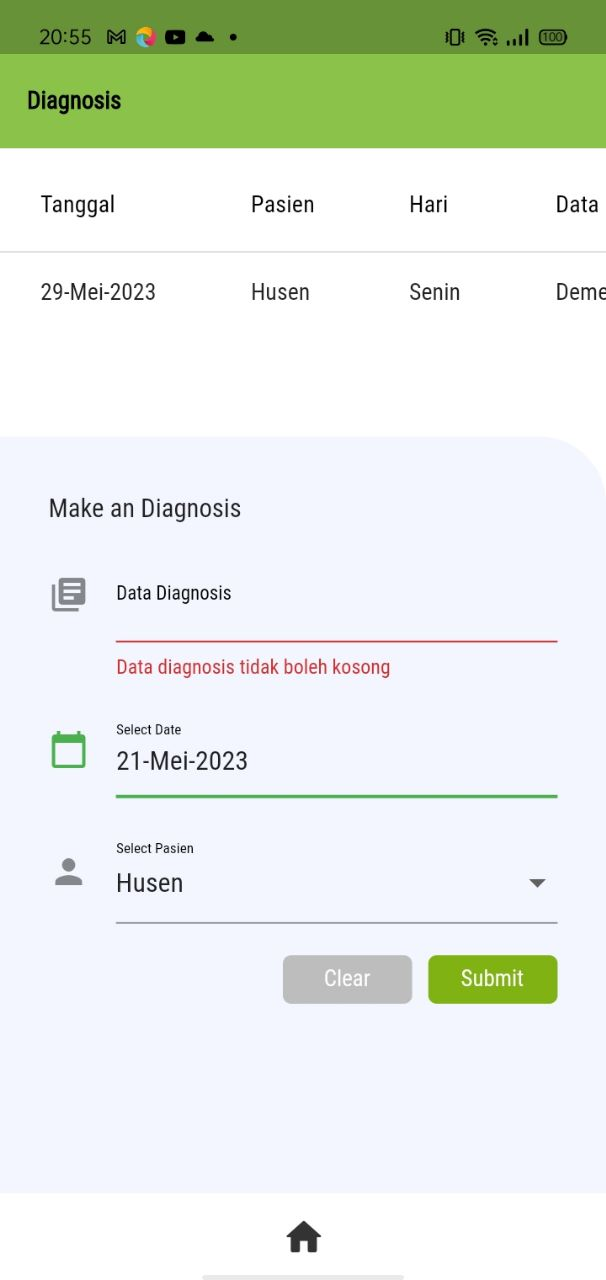 20:55
100
Diagnosis
Tanggal Pasien Hari Data
29-Mei-2023 Husen Senin Deme
Make an Diagnosis
Data Diagnosis
Data diagnosis tidak boleh kosong
Select Date
21-Mei-2023
Select Pasien
Husen
Clear Submit